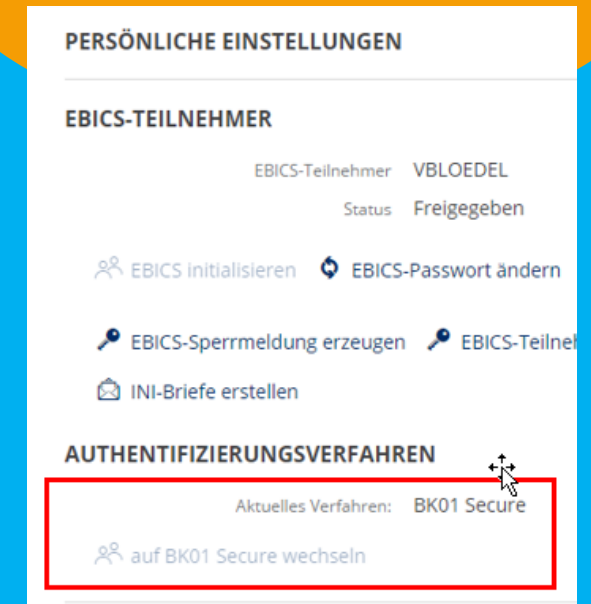 PERSÖNLICHE EINSTELLUNGEN
EBICS-TEILNEHMER
EBICS-Teilnehmer VBLOEDEL
Status Freigegeben
EBICS initialisieren EBICS-Passwort ändern
EBICS-Sperrmeldung erzeugen
INI-Briefe erstellen
AUTHENTIFIZIERUNGSVERFAHREN
Aktuelles Verfahren: BK01 Secure
auf BK01 Secure wechseln